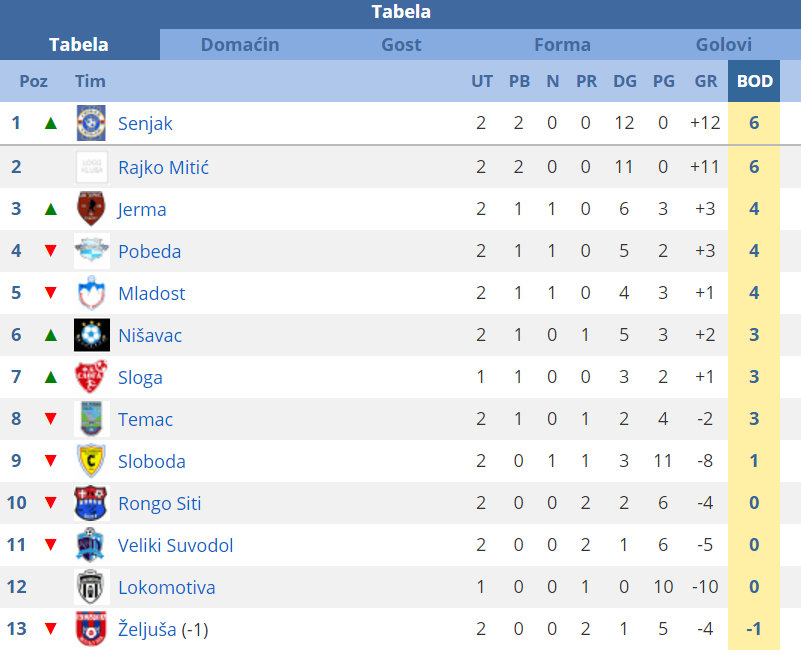 Tabela
Tabela Domaćin Gost Forma Golovi
Poz Tim UT PB N PR DG PG GR BOD
1 ▲ Senjak 2 2 0 0 12 0 +12 6
2 LOGO KLUBA Rajko Mitić 2 2 0 0 11 0 +11 6
3 ▲ Jerma 2 1 1 0 6 3 +3 4
4 ▼ Pobeda 2 1 1 0 5 2 +3 4
5 ▼ Mladost 2 1 1 0 4 3 +1 4
6 ▲ Nišavac 2 1 0 1 5 3 +2 3
7 ▲ Sloga 1 1 0 0 3 2 +1 3
8 ▼ Temac 2 1 0 1 2 4 -2 3
9 ▼ Sloboda 2 0 1 1 3 11 -8 1
10 ▼ Rongo Siti 2 0 0 2 2 6 -4 0
11 ▼ Veliki Suvodol 2 0 0 2 1 6 -5 0
12 Lokomotiva 1 0 0 1 0 10 -10 0
13 ▼ Željuša (-1) 2 0 0 2 1 5 -4 -1